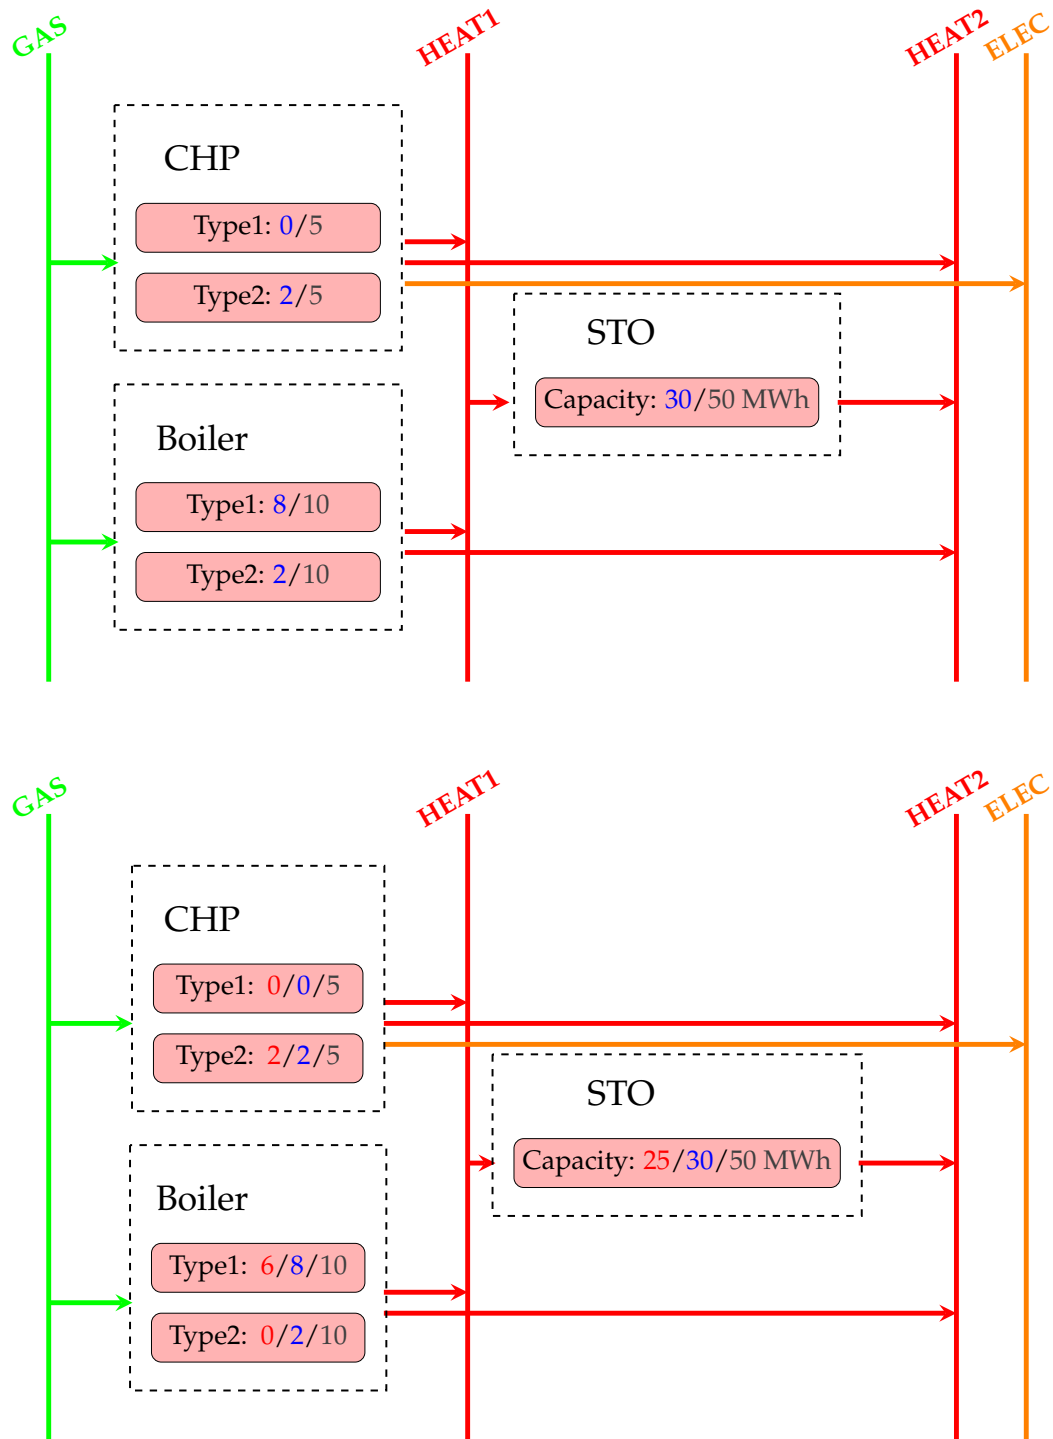 GAS
HEAT1
HEAT2
ELEC
CHP
Type1: 0/5
Type2: 2/5
STO
Capacity: 30/50 MWh
Boiler
Type1: 8/10
Type2: 2/10
GAS
HEAT1
HEAT2
ELEC
CHP
Type1: 0/0/5
Type2: 2/2/5
STO
Capacity: 25/30/50 MWh
Boiler
Type1: 6/8/10
Type2: 0/2/10